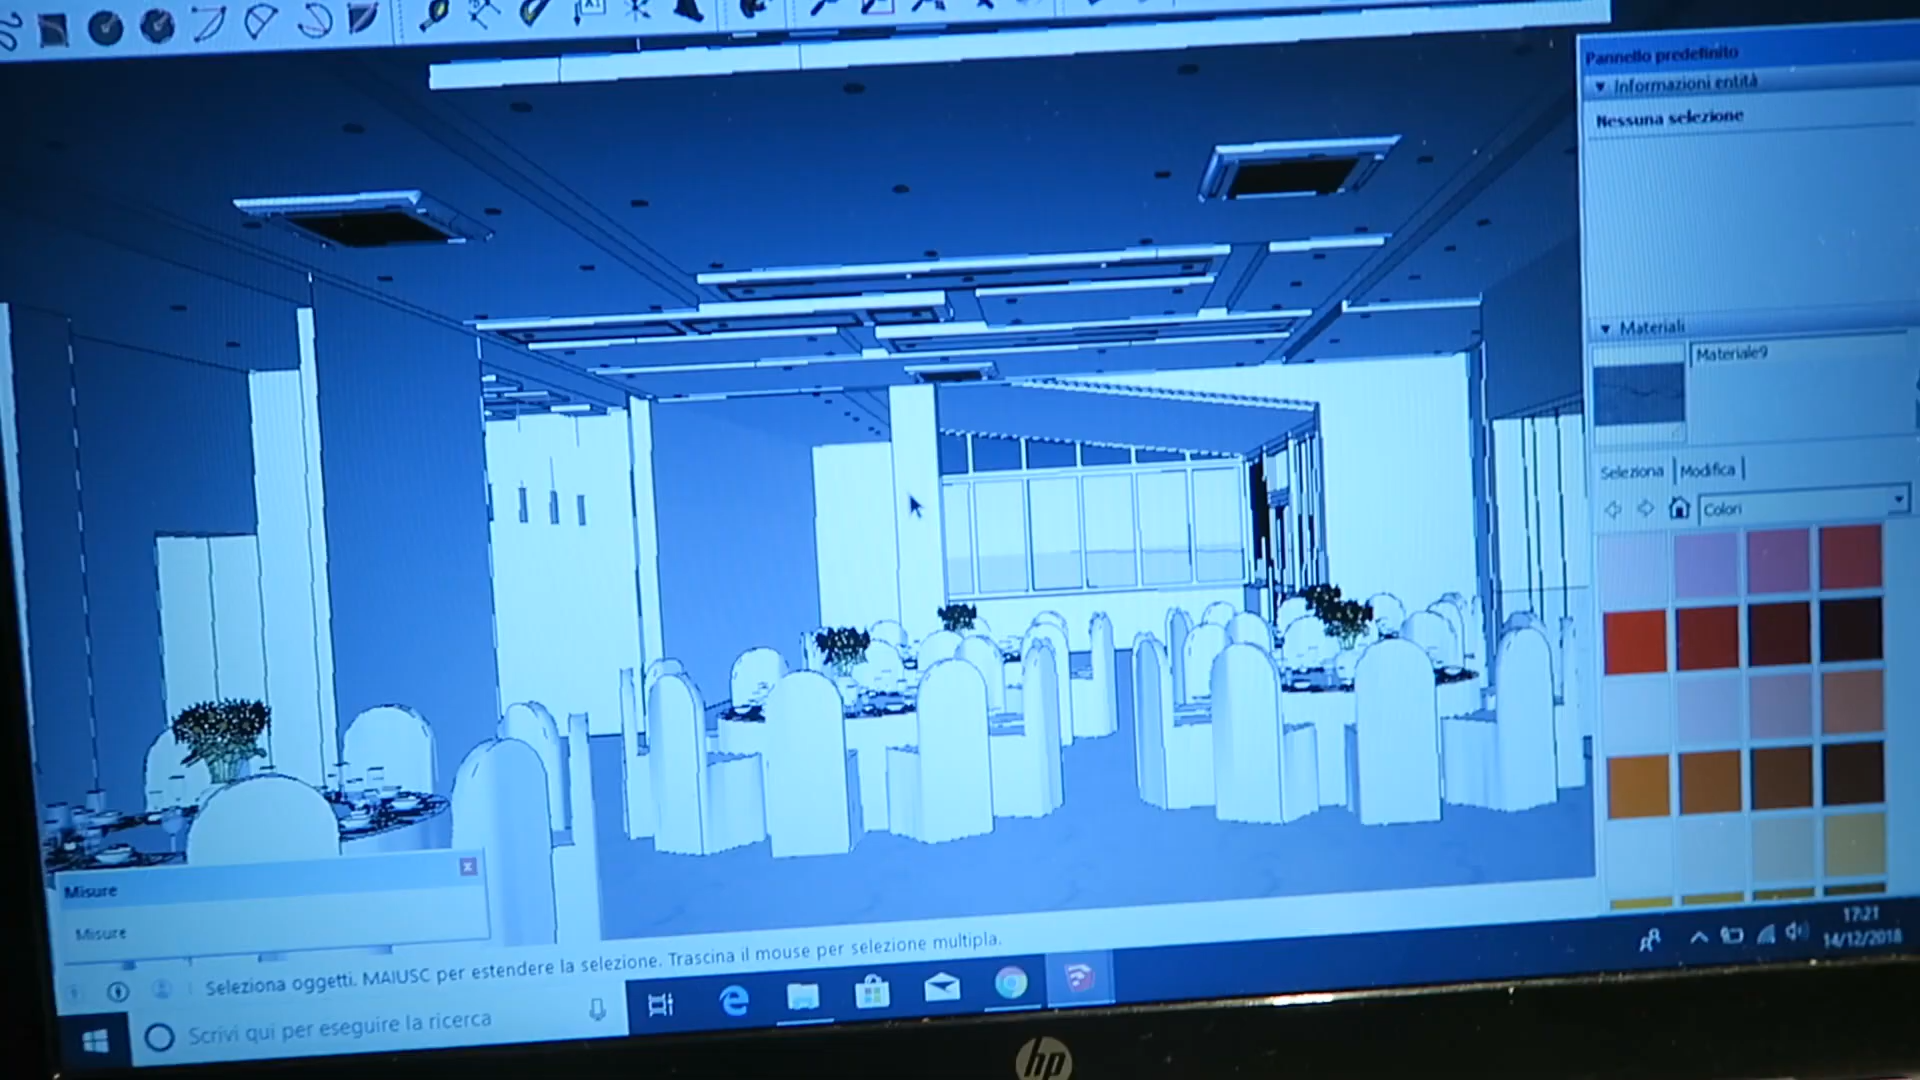 Pannello predefinito
Informazioni entità
Nessuna selezione
Materiali
Materiale9
Seleziona
Modifica
Colori
Misure
Misure
Seleziona oggetti. MAIUSC per estendere la selezione. Trascina il mouse per selezione multipla.
17:21
14/12/2018
Scrivi qui per eseguire la ricerca
hp